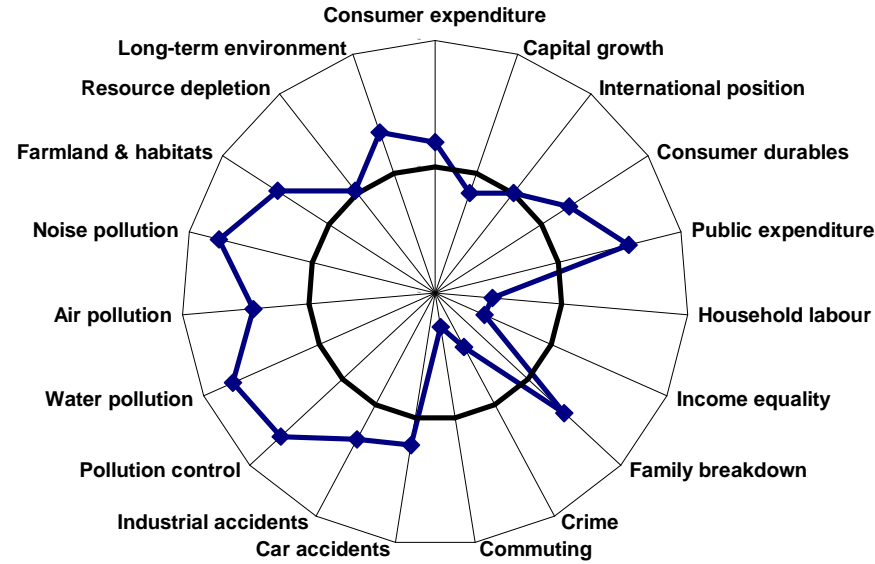 Consumer expenditure
Capital growth
International position
Consumer durables
Public expenditure
Household labour
Income equality
Family breakdown
Crime
Commuting
Car accidents
Industrial accidents
Pollution control
Water pollution
Air pollution
Noise pollution
Farmland & habitats
Resource depletion
Long-term environment